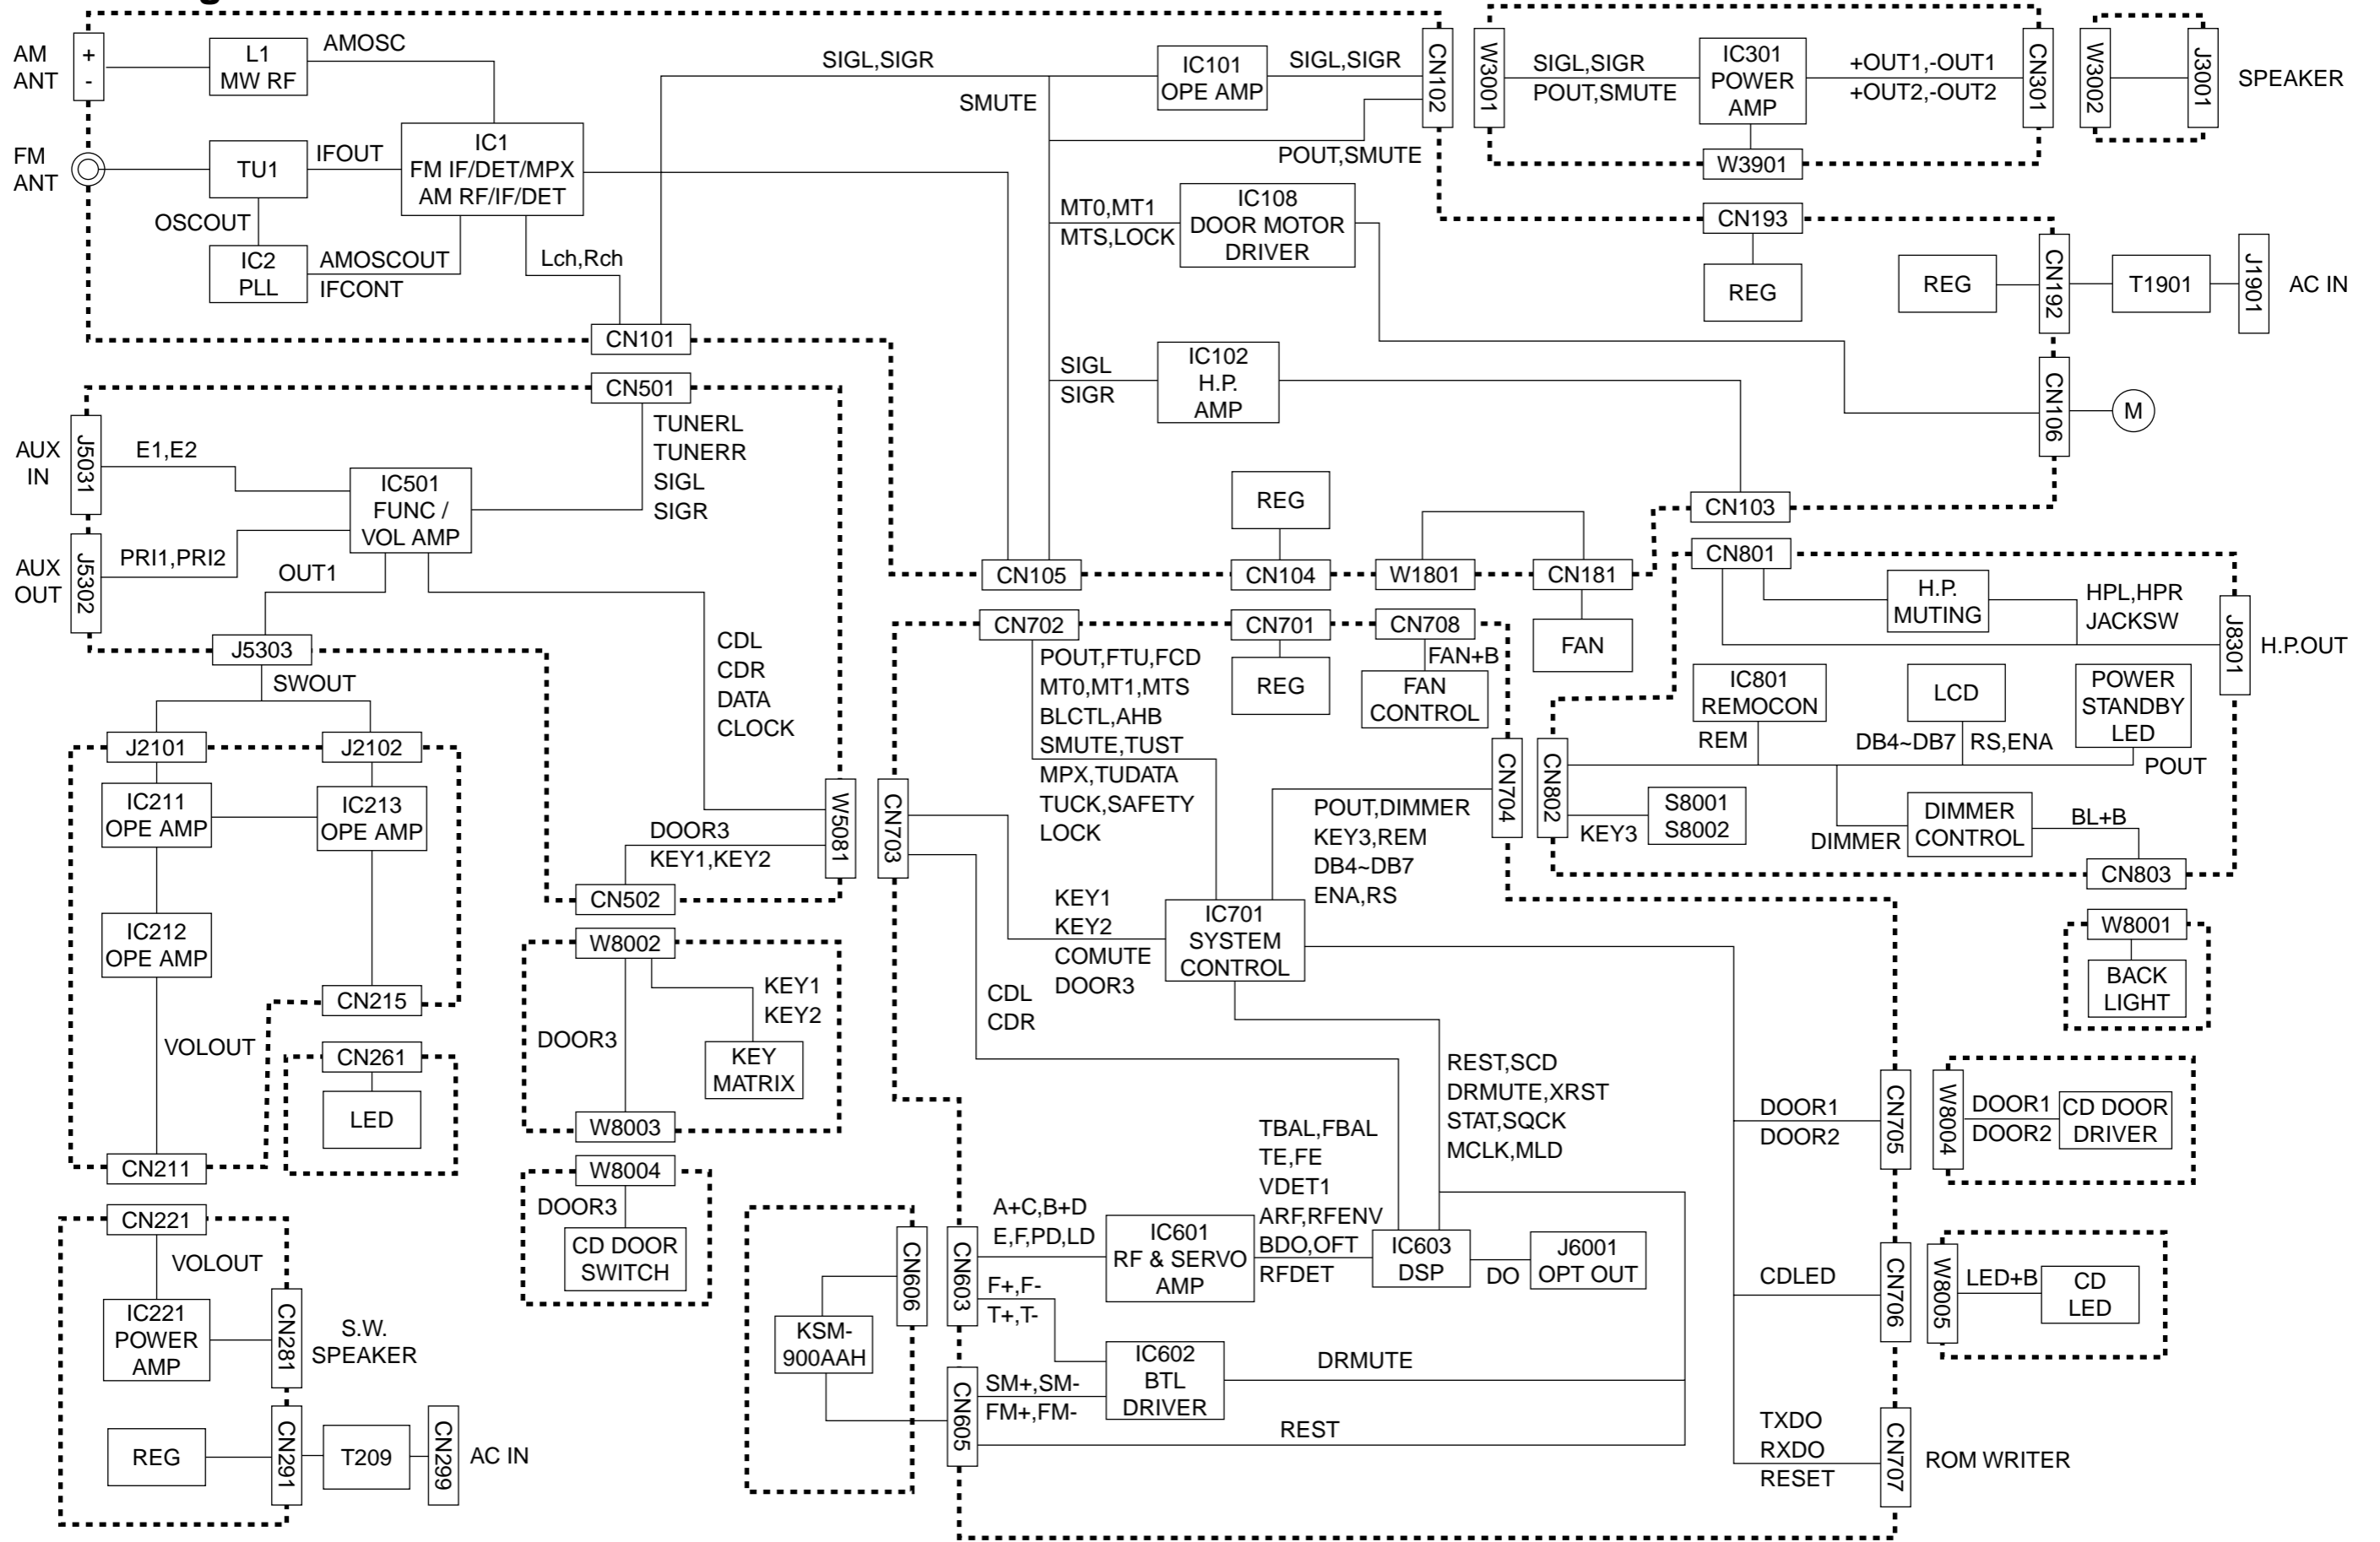 AM
ANT
+
-
L1
MW RF
AMOSC
FM
ANT
TU1
IFOUT
IC1
FM IF/DET/MPX
AM RF/IF/DET
OSCOUT
IC2
PLL
AMOSCOUT
IFCONT
Lch,Rch
CN101
SIGL,SIGR
SMUTE
IC101
OPE AMP
SIGL,SIGR
CN102
POUT,SMUTE
W3001
SIGL,SIGR
POUT,SMUTE
IC301
POWER
AMP
+OUT1,-OUT1
+OUT2,-OUT2
CN301
W3901
W3002
J3001
SPEAKER
MT0,MT1
MTS,LOCK
IC108
DOOR MOTOR
DRIVER
CN193
REG
REG
CN192
T1901
J1901
AC IN
SIGL
SIGR
IC102
H.P.
AMP
CN106
M
CN103
REG
CN105
CN104
W1801
CN181
FAN
CN501
TUNERL
TUNERR
SIGL
SIGR
AUX
IN
J5031
E1,E2
IC501
FUNC /
VOL AMP
AUX
OUT
J5302
PRI1,PRI2
OUT1
J5303
SWOUT
CDL
CDR
DATA
CLOCK
W5081
DOOR3
KEY1,KEY2
CN502
J2101
J2102
IC211
OPE AMP
IC213
OPE AMP
IC212
OPE AMP
CN215
VOLOUT
CN261
LED
CN211
CN221
VOLOUT
IC221
POWER
AMP
CN281
S.W.
SPEAKER
REG
CN291
T209
CN299
AC IN
W8002
KEY1
KEY2
DOOR3
KEY
MATRIX
W8003
W8004
DOOR3
CD DOOR
SWITCH
CN702
CN701
CN708
REG
FAN+B
FAN
CONTROL
POUT,FTU,FCD
MT0,MT1,MTS
BLCTL,AHB
SMUTE,TUST
MPX,TUDATA
TUCK,SAFETY
LOCK
CN703
CN704
POUT,DIMMER
KEY3,REM
DB4~DB7
ENA,RS
KEY1
KEY2
COMUTE
DOOR3
IC701
SYSTEM
CONTROL
CDL
CDR
REST,SCD
DRMUTE,XRST
STAT,SQCK
MCLK,MLD
TBAL,FBAL
TE,FE
VDET1
ARF,RFENV
BDO,OFT
RFDET
A+C,B+D
E,F,PD,LD
IC601
RF & SERVO
AMP
IC603
DSP
DO
J6001
OPT OUT
CN606
CN603
KSM-
900AAH
F+,F-
T+,T-
IC602
BTL
DRIVER
DRMUTE
SM+,SM-
FM+,FM-
CN605
REST
DOOR1
DOOR2
CN705
CDLED
CN706
TXDO
RXDO
RESET
CN707
ROM WRITER
W8004
DOOR1
DOOR2
CD DOOR
DRIVER
W8005
LED+B
CD
LED
CN801
H.P.
MUTING
HPL,HPR
JACKSW
J8301
H.P.OUT
IC801
REMOCON
REM
LCD
DB4~DB7
RS,ENA
POWER
STANDBY
LED
POUT
CN802
KEY3
S8001
S8002
DIMMER
DIMMER
CONTROL
BL+B
CN803
W8001
BACK
LIGHT